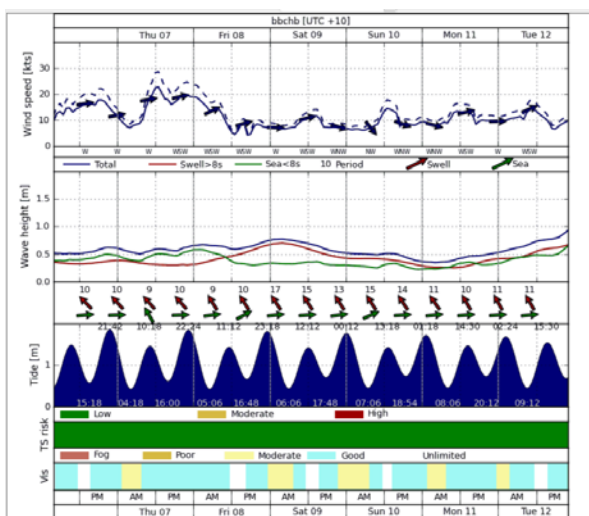 bbchb [UTC +10]
Thu 07 Fri 08 Sat 09 Sun 10 Mon 11 Tue 12
Wind speed [kts]
30
20
10
0
W W WSW WSW W W WNW WNW NW WNW WNW WSW W WSW
Total Swell>8s Sea<8s 10 Period Swell Sea
Wave height [m]
2.0
1.5
1.0
0.5
0.0
10 10 9 10 9 10 17 15 13 15 14 11 10 11 11
21:42 10:18 22:24 11:12 23:18 12:12 00:12 13:18 01:18 14:30 02:24 15:30
Tide [m]
1
0
15:18 04:18 16:00 05:06 16:48 06:06 17:48 07:06 18:54 08:06 20:12 09:12
Low Moderate High
TS risk
Fog Poor Moderate Good Unlimited
Vis
PM AM PM AM PM AM PM AM PM AM PM AM PM
Thu 07 Fri 08 Sat 09 Sun 10 Mon 11 Tue 12